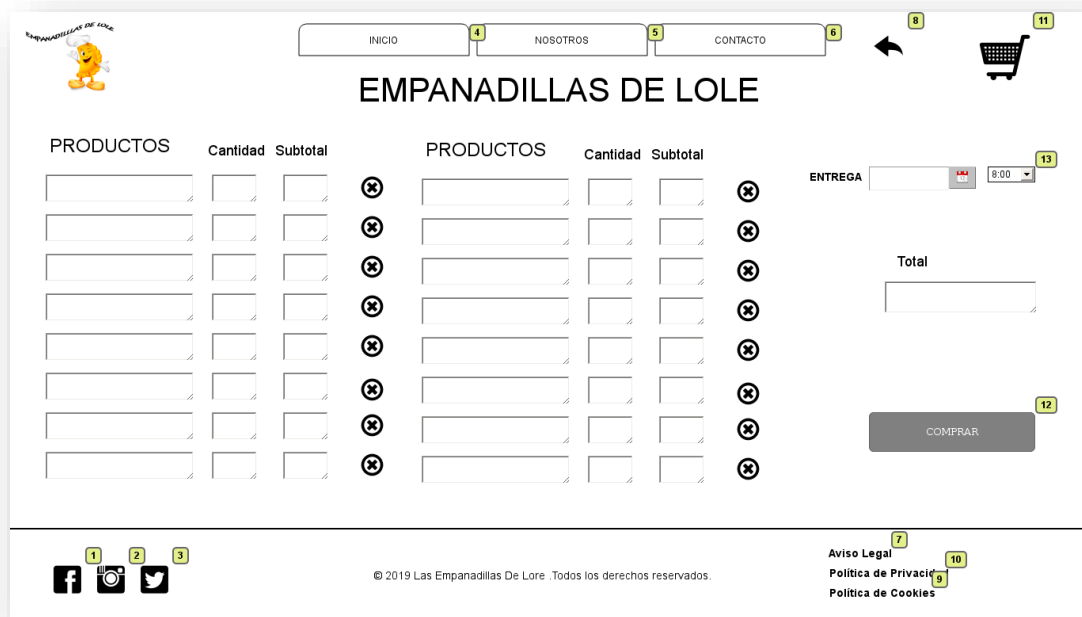 EMPANADILLAS DE LOLE
INICIO
4
NOSOTROS
5
CONTACTO
6
8
11
EMPANADILLAS DE LOLE
PRODUCTOS
Cantidad
Subtotal
PRODUCTOS
Cantidad
Subtotal
ENTREGA
8:00
13
Total
12
COMPRAR
1
2
3
© 2019 Las Empanadillas De Lore .Todos los derechos reservados.
Aviso Legal
7
Política de Privacidad
10
Política de Cookies
9